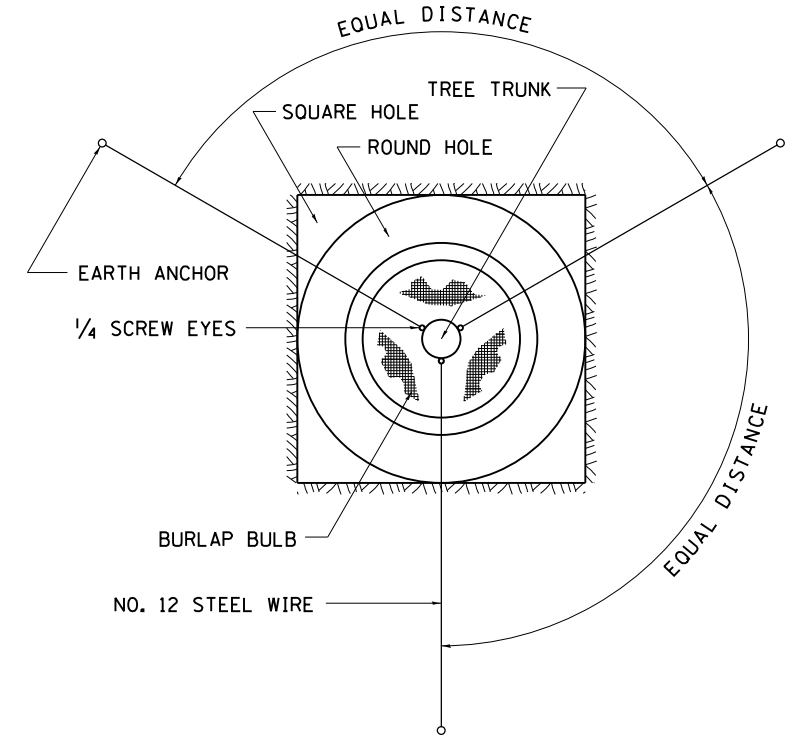 EQUAL DISTANCE
TREE TRUNK
SQUARE HOLE
ROUND HOLE
EARTH ANCHOR
1/4 SCREW EYES
EQUAL DISTANCE
BURLAP BULB
NO. 12 STEEL WIRE